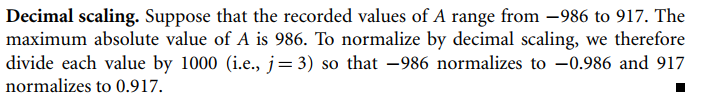 Decimal scaling. Suppose that the recorded values of A range from −986 to 917. The
maximum absolute value of A is 986. To normalize by decimal scaling, we therefore
divide each value by 1000 (i.e., j = 3) so that −986 normalizes to −0.986 and 917
normalizes to 0.917. ■